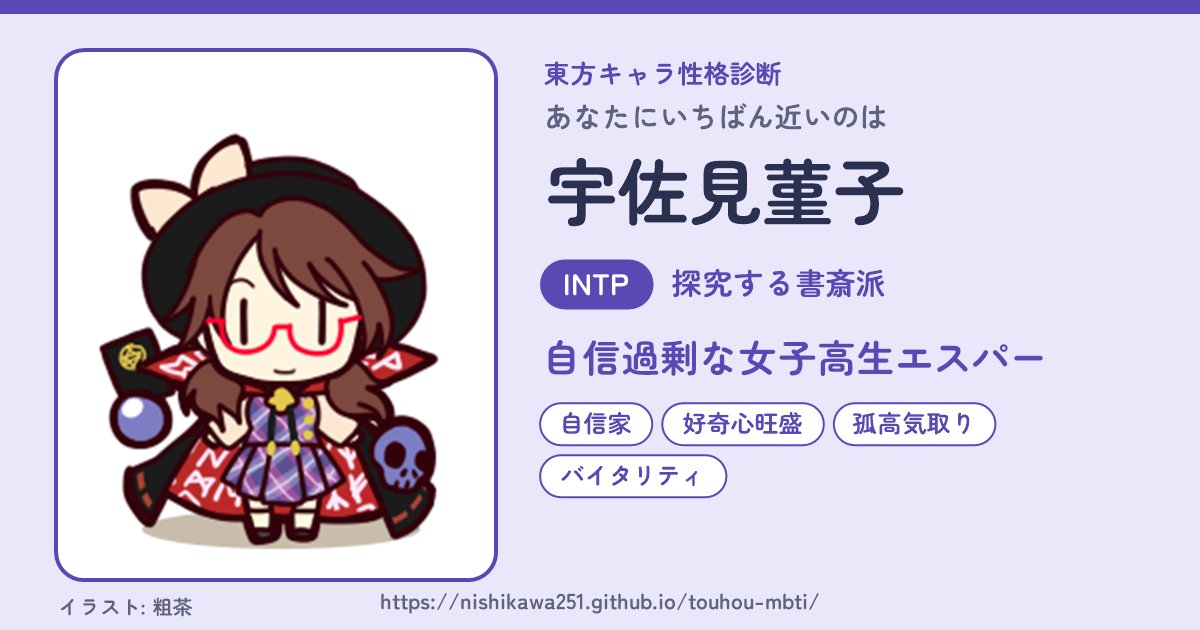 東方キャラ性格診断
あなたにいちばん近いのは
宇佐見菫子
INTP 探究する書斎派
自信過剰な女子高生エスパー
自信家 好奇心旺盛 孤高気取り
バイタリティ
イラスト: 粗茶
https://nishikawa251.github.io/touhou-mbti/